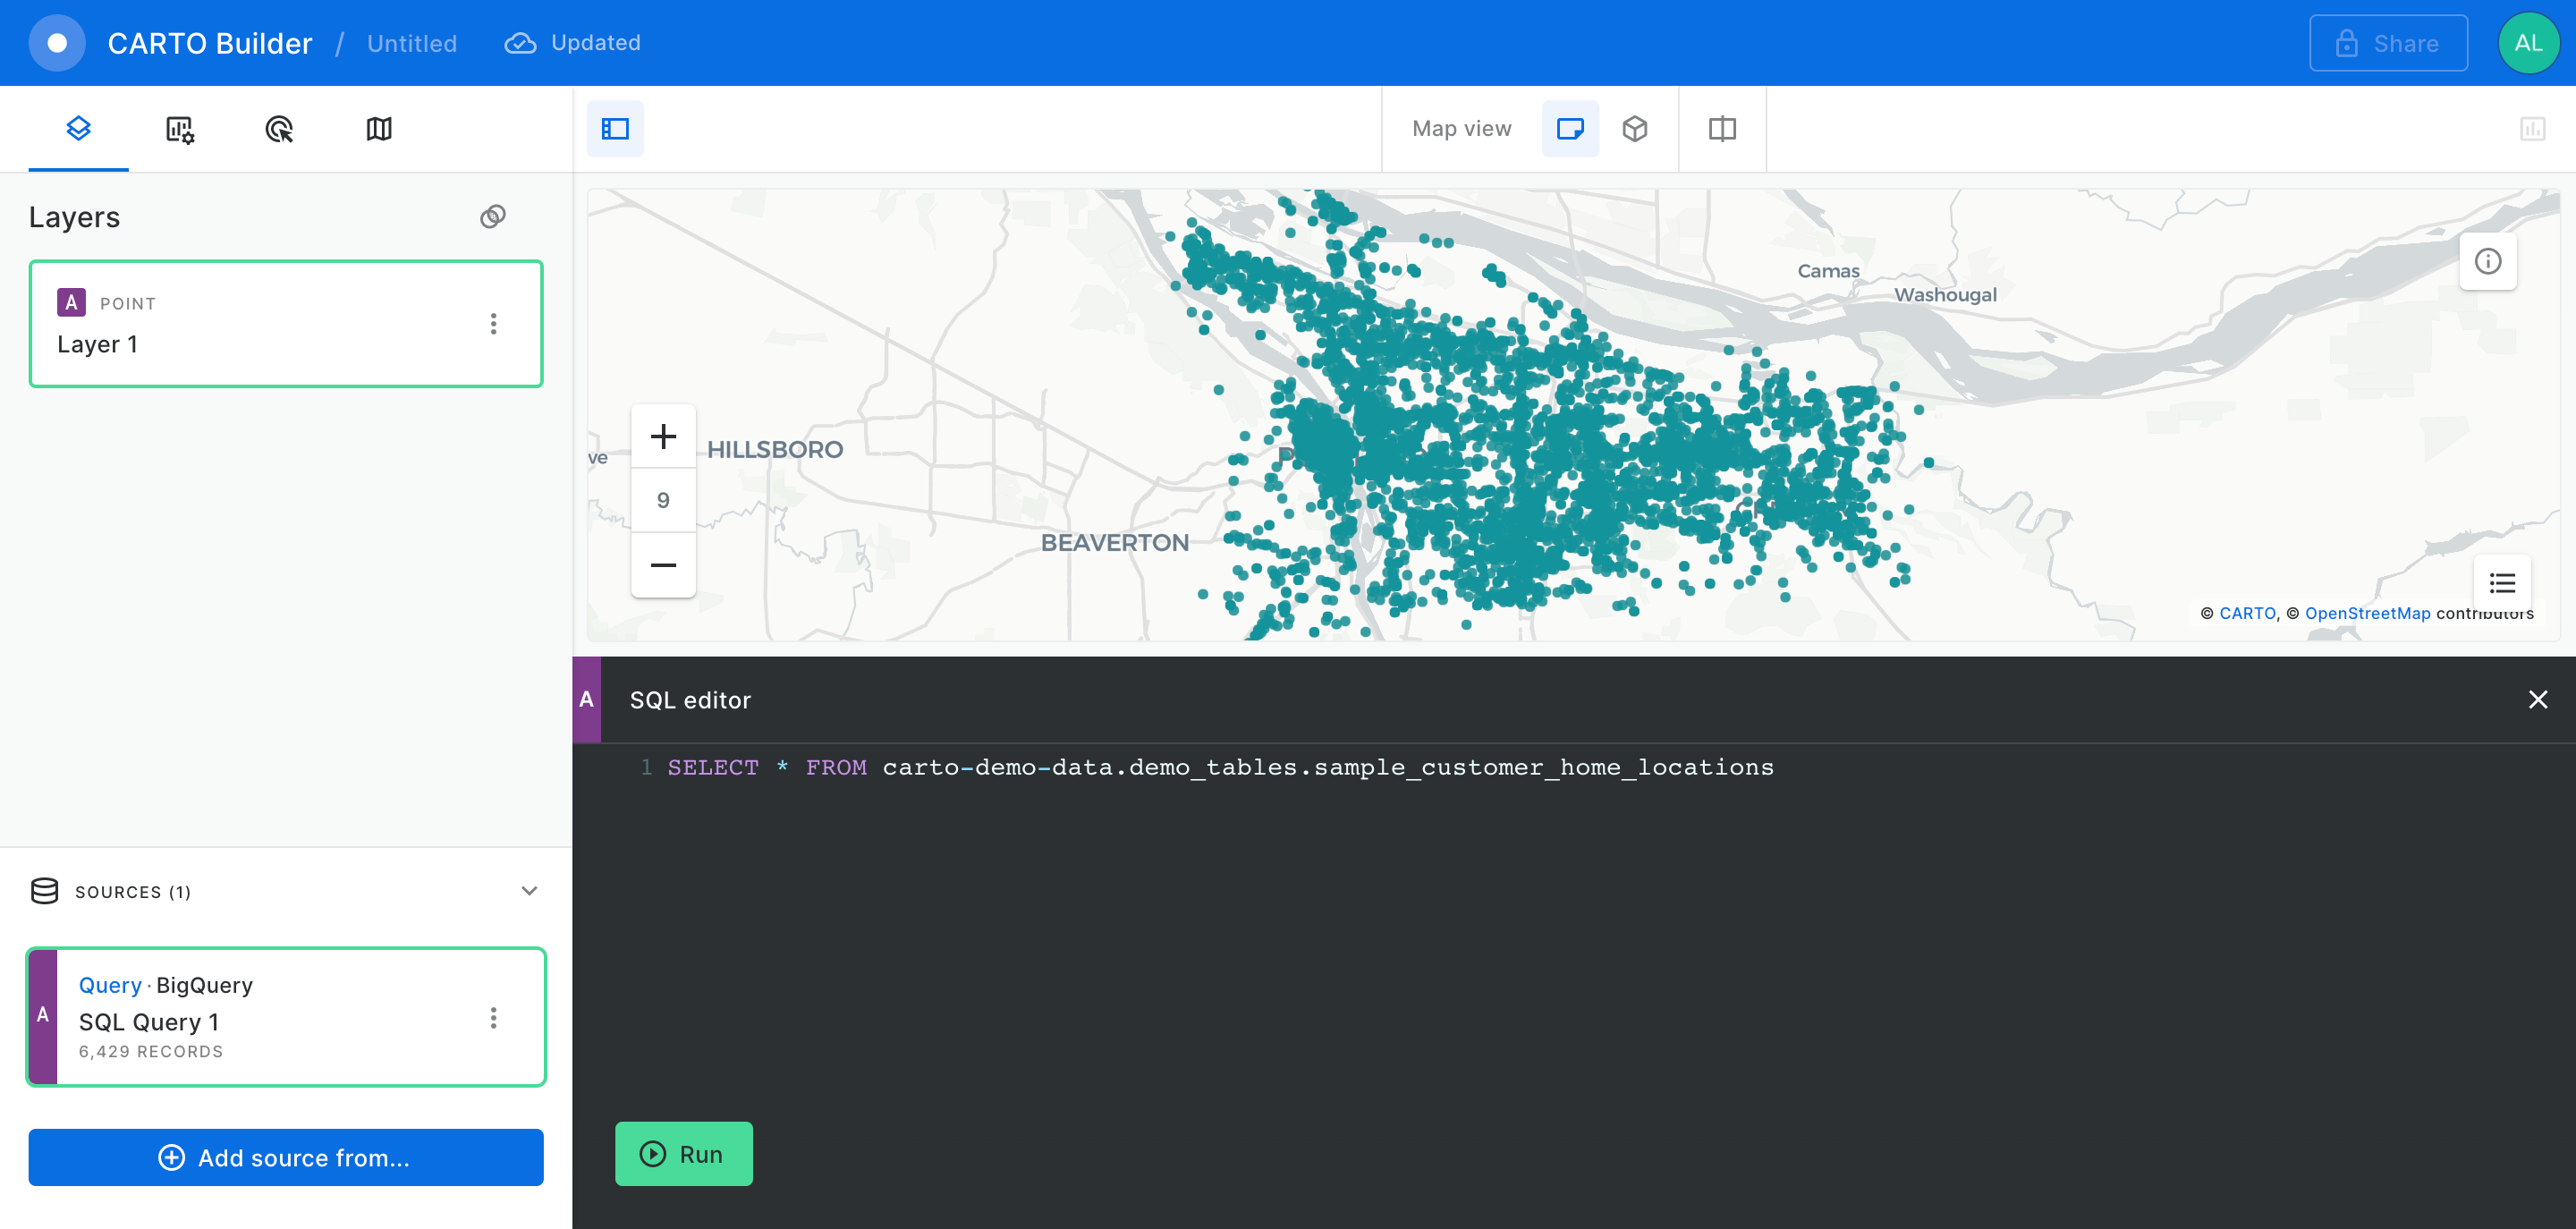 CARTO Builder / Untitled Updated Share AL
Map view
Layers
A POINT
Layer 1
Camas
Washougal
+
9
−
ve HILLSBORO
BEAVERTON
© CARTO, © OpenStreetMap contributors
A SQL editor
1 SELECT * FROM carto-demo-data.demo_tables.sample_customer_home_locations
SOURCES (1)
A
Query · BigQuery
SQL Query 1
6,429 RECORDS
Add source from...
Run